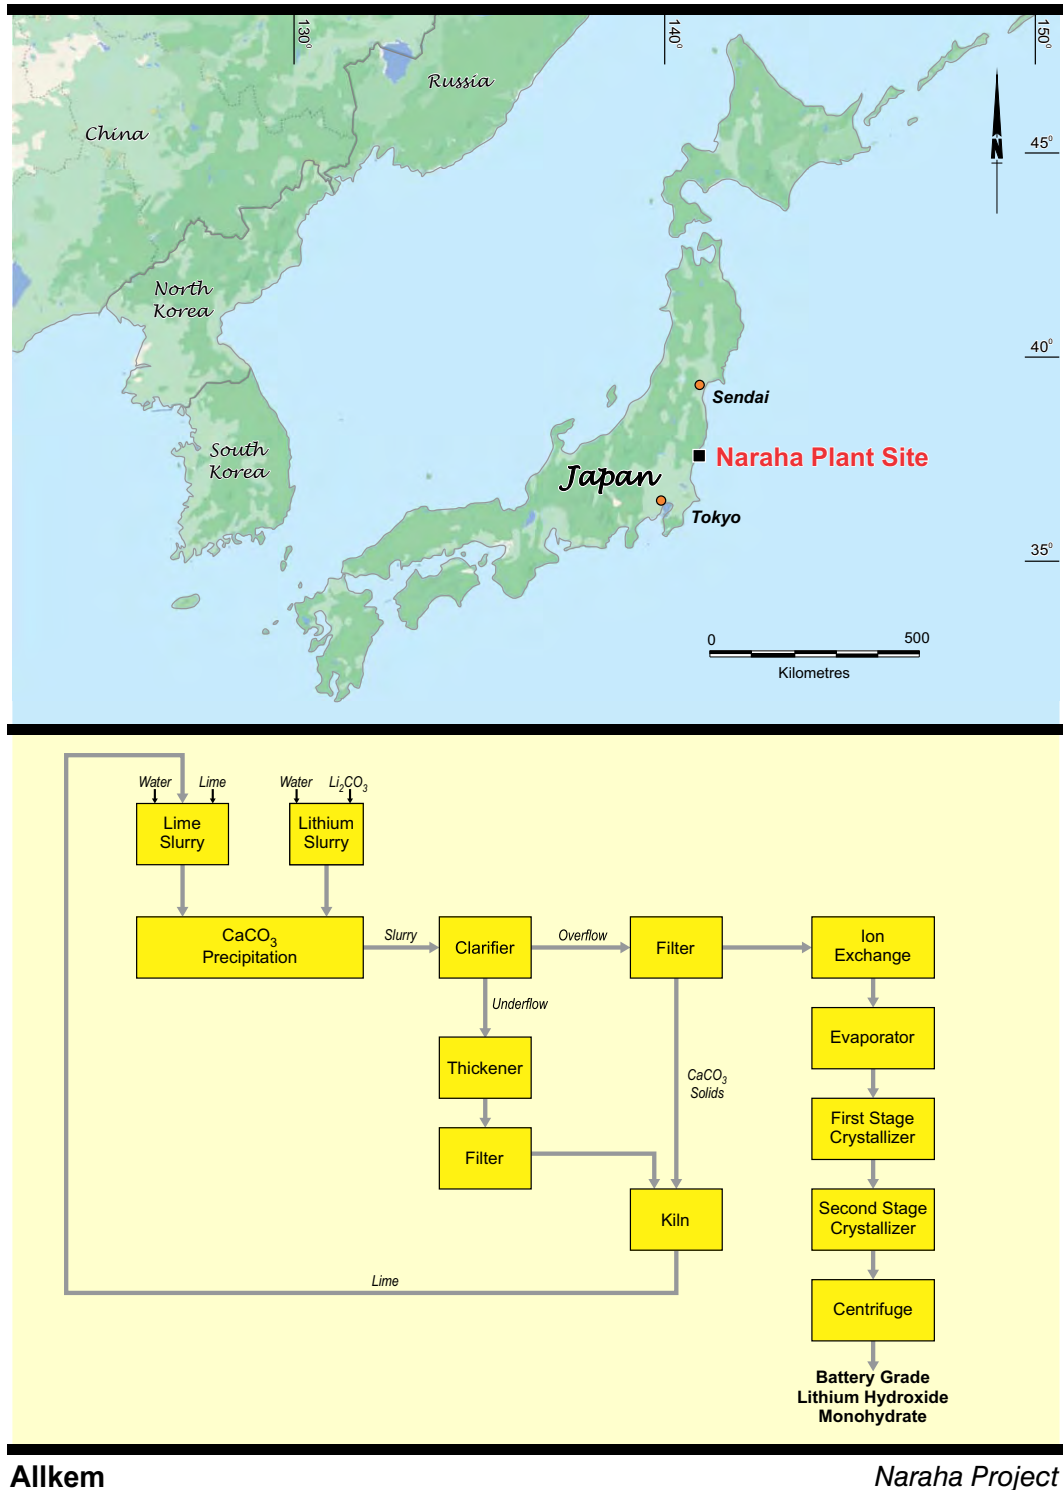 130°
140°
150°
Russia
China
N
45°
North
Korea
40°
Sendai
South
Korea
Japan
Naraha Plant Site
Tokyo
35°
0
500
Kilometres
Water
Lime
Water
Li₂CO₃
Lime
Slurry
Lithium
Slurry
CaCO₃
Precipitation
Slurry
Clarifier
Overflow
Filter
Ion
Exchange
Underflow
Evaporator
Thickener
CaCO₃
Solids
First Stage
Crystallizer
Filter
Kiln
Second Stage
Crystallizer
Lime
Centrifuge
Battery Grade
Lithium Hydroxide
Monohydrate
Allkem
Naraha Project